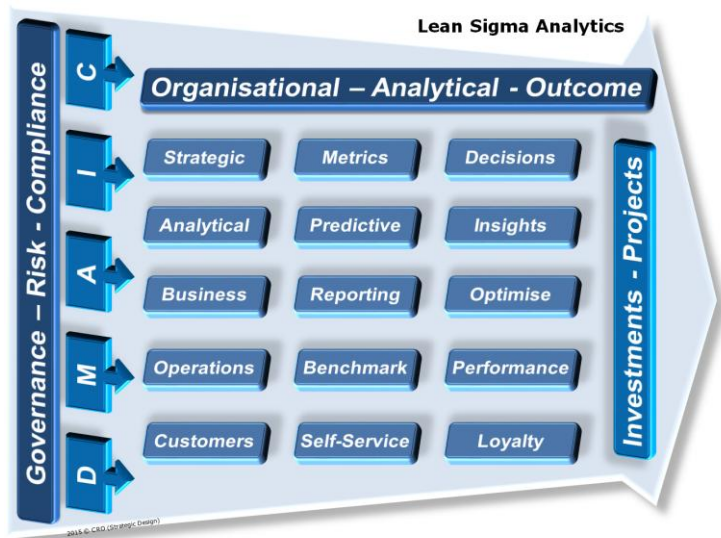 Lean Sigma Analytics
Governance – Risk - Compliance
C
Organisational – Analytical - Outcome
I
Strategic
Metrics
Decisions
Analytical
Predictive
Insights
A
Business
Reporting
Optimise
M
Operations
Benchmark
Performance
D
Customers
Self-Service
Loyalty
Investments - Projects
2015 © CRD (Strategic Design)